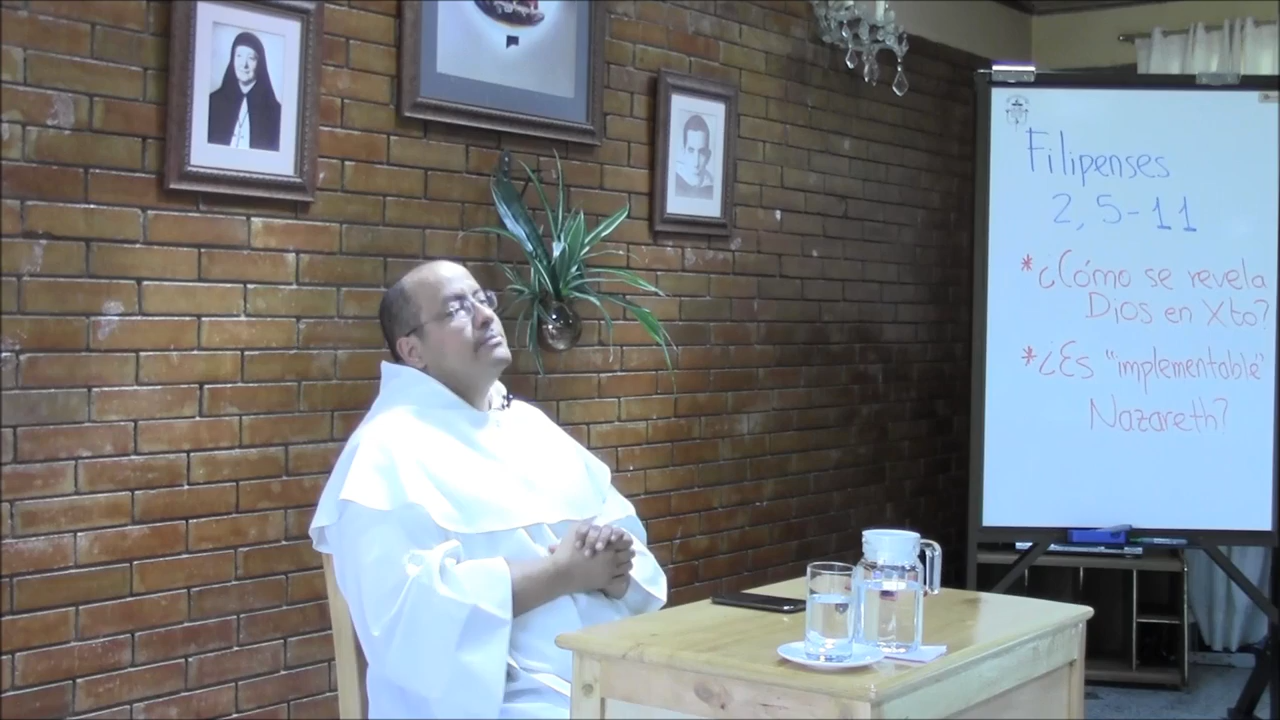 Filipenses
2, 5-11
*¿Cómo se revela
Dios en Xto?
*¿Es "implementable"
Nazareth?